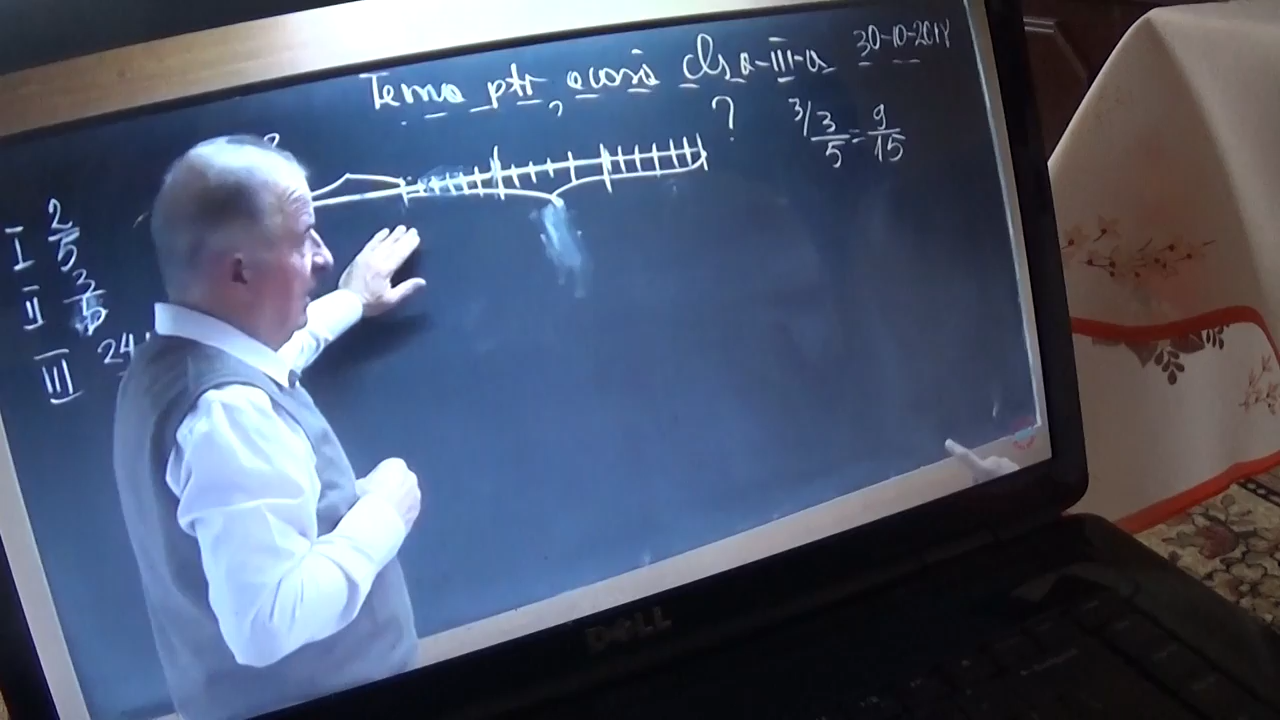 Tema ptr, acasă cls a-III-a 30-10-2018
?
3/ 3/5 = 9/15
I 2/5
II 3/5
III 24
DELL